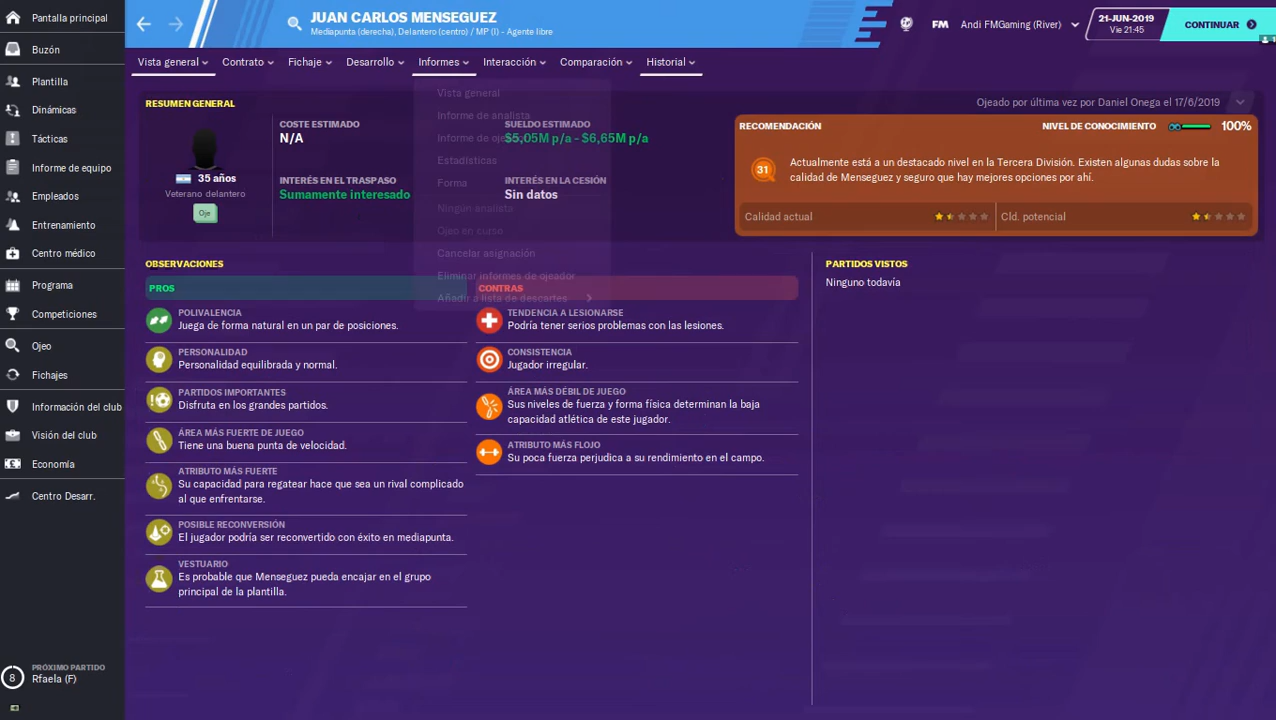 Pantalla principal
Buzón
Plantilla
Dinámicas
Tácticas
Informe de equipo
Empleados
Entrenamiento
Centro médico
Programa
Competiciones
Ojeo
Fichajes
Información del club
Visión del club
Economía
Centro Desarr.
PRÓXIMO PARTIDO
8
Rfaela (F)
JUAN CARLOS MENSEGUEZ
Mediapunta (derecha), Delantero (centro) / MP (I) - Agente libre
FM
Andi FMGaming (River)
21-JUN-2019
Vie 21:45
CONTINUAR
1
Vista general
Contrato
Fichaje
Desarrollo
Informes
Interacción
Comparación
Historial
Vista general
Informe de analista
Informe de oje
Estadísticas
Forma
Ningún analista
Ojeo en curso
Cancelar asignación
Eliminar informes de ojeador
Añadir a lista de descartes
RESUMEN GENERAL
Ojeado por última vez por Daniel Onega el 17/6/2019
35 años
Veterano delantero
Oje
COSTE ESTIMADO
N/A
SUELDO ESTIMADO
$5,05M p/a - $6,65M p/a
INTERÉS EN EL TRASPASO
Sumamente interesado
INTERÉS EN LA CESIÓN
Sin datos
RECOMENDACIÓN
NIVEL DE CONOCIMIENTO
100%
31
Actualmente está a un destacado nivel en la Tercera División. Existen algunas dudas sobre la
calidad de Menseguez y seguro que hay mejores opciones por ahí.
Calidad actual
Cld. potencial
OBSERVACIONES
PROS
POLIVALENCIA
Juega de forma natural en un par de posiciones.
PERSONALIDAD
Personalidad equilibrada y normal.
PARTIDOS IMPORTANTES
Disfruta en los grandes partidos.
ÁREA MÁS FUERTE DE JUEGO
Tiene una buena punta de velocidad.
ATRIBUTO MÁS FUERTE
Su capacidad para regatear hace que sea un rival complicado
al que enfrentarse.
POSIBLE RECONVERSIÓN
El jugador podría ser reconvertido con éxito en mediapunta.
VESTUARIO
Es probable que Menseguez pueda encajar en el grupo
principal de la plantilla.
CONTRAS
TENDENCIA A LESIONARSE
Podría tener serios problemas con las lesiones.
CONSISTENCIA
Jugador irregular.
ÁREA MÁS DÉBIL DE JUEGO
Sus niveles de fuerza y forma física determinan la baja
capacidad atlética de este jugador.
ATRIBUTO MÁS FLOJO
Su poca fuerza perjudica a su rendimiento en el campo.
PARTIDOS VISTOS
Ninguno todavía